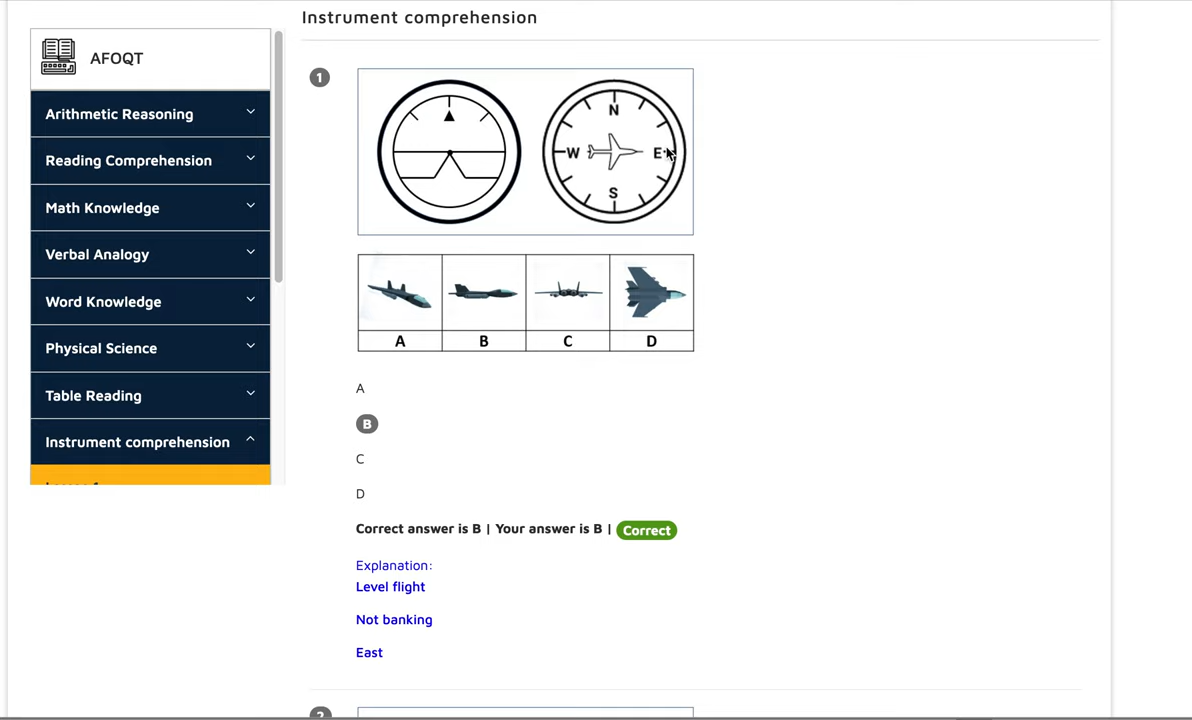 Instrument comprehension
AFOQT
Arithmetic Reasoning
Reading Comprehension
Math Knowledge
Verbal Analogy
Word Knowledge
Physical Science
Table Reading
Instrument comprehension
1
N
W
E
S
A
B
C
D
A
B
C
D
Correct answer is B | Your answer is B | Correct
Explanation:
Level flight
Not banking
East
2